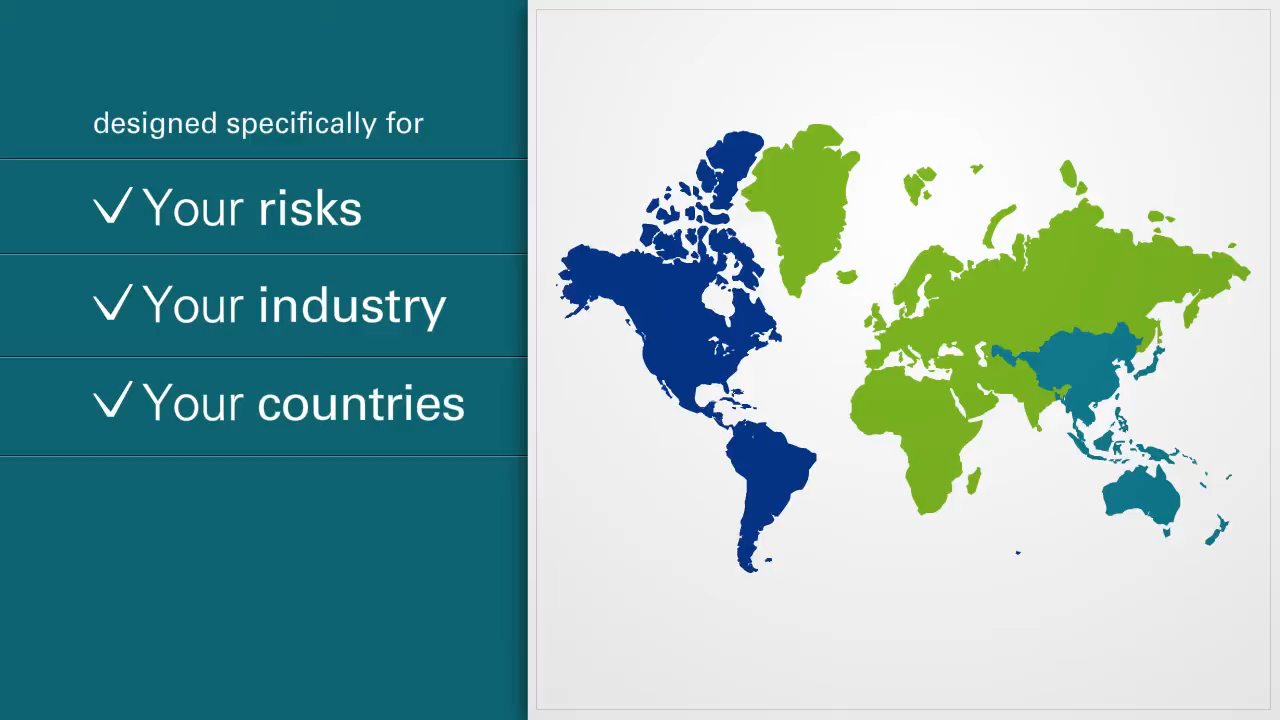 designed specifically for
✓ Your risks
✓ Your industry
✓ Your countries